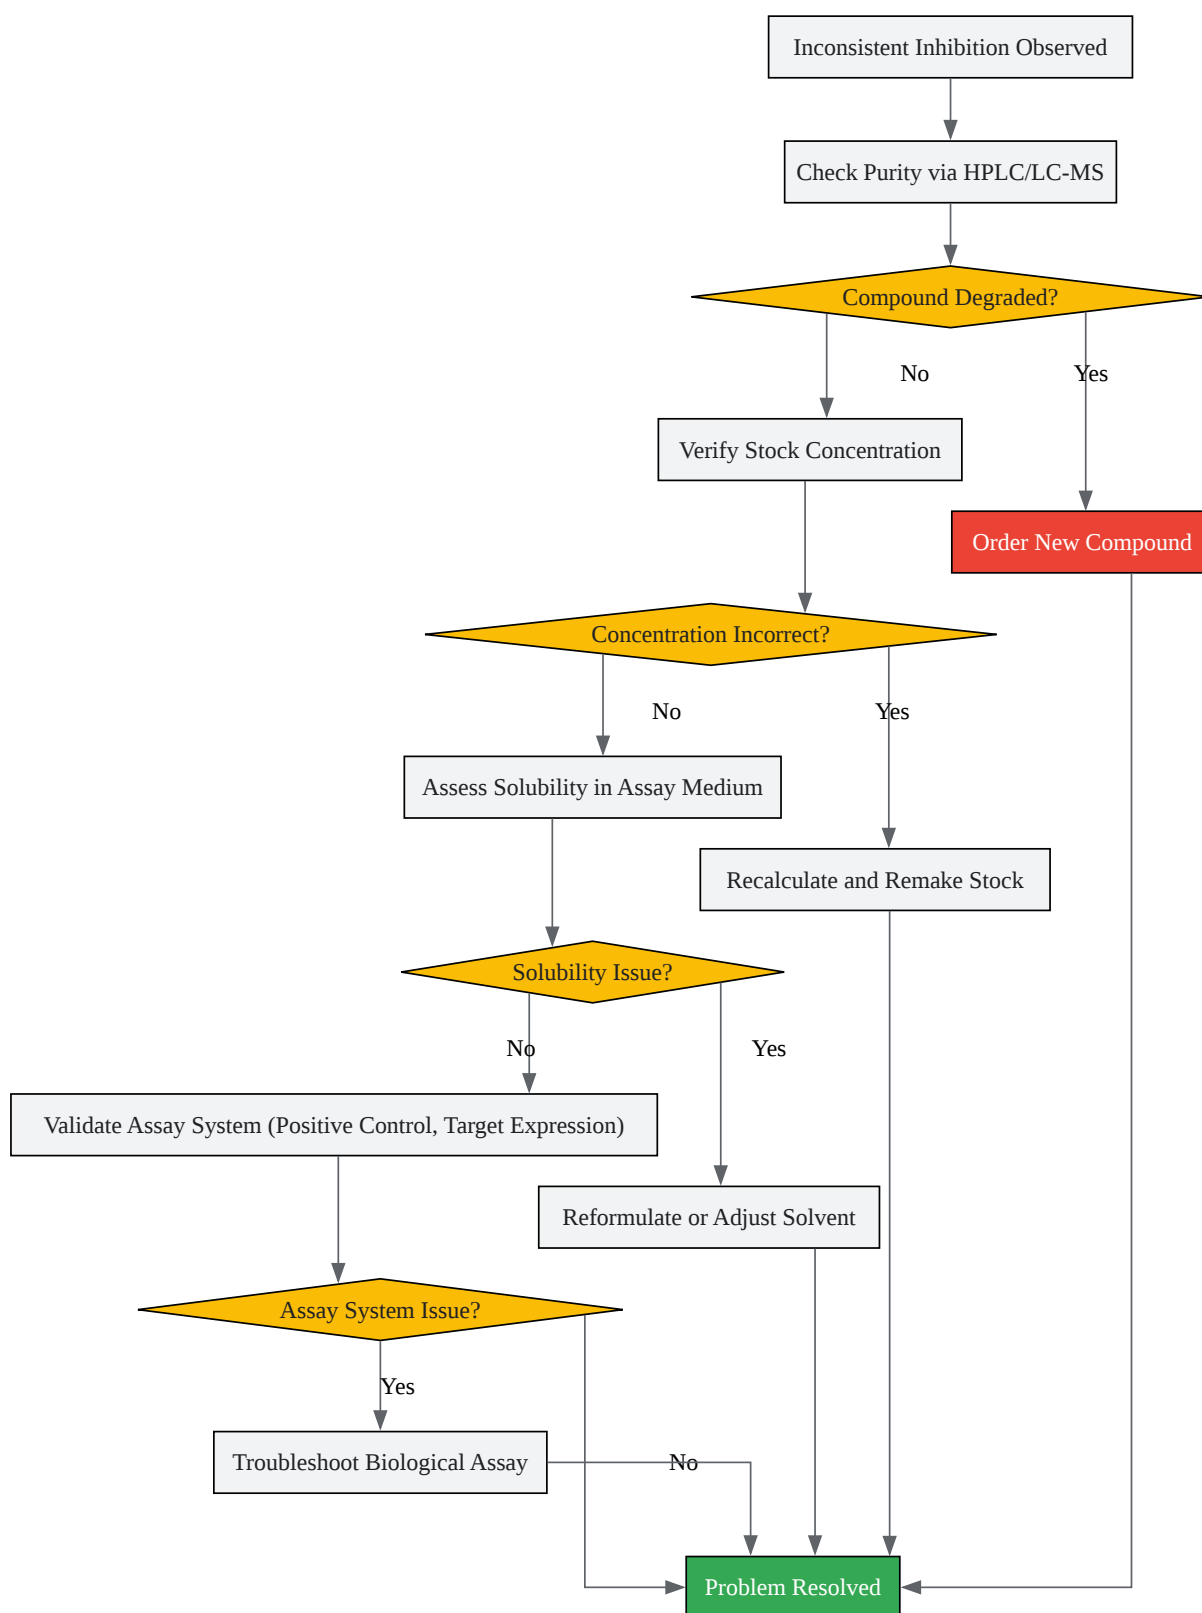 Inconsistent Inhibition Observed
Check Purity via HPLC/LC-MS
Compound Degraded?
No
Yes
Verify Stock Concentration
Order New Compound
Concentration Incorrect?
No
Yes
Assess Solubility in Assay Medium
Recalculate and Remake Stock
Solubility Issue?
No
Yes
Validate Assay System (Positive Control, Target Expression)
Reformulate or Adjust Solvent
Assay System Issue?
Yes
Troubleshoot Biological Assay
No
Problem Resolved